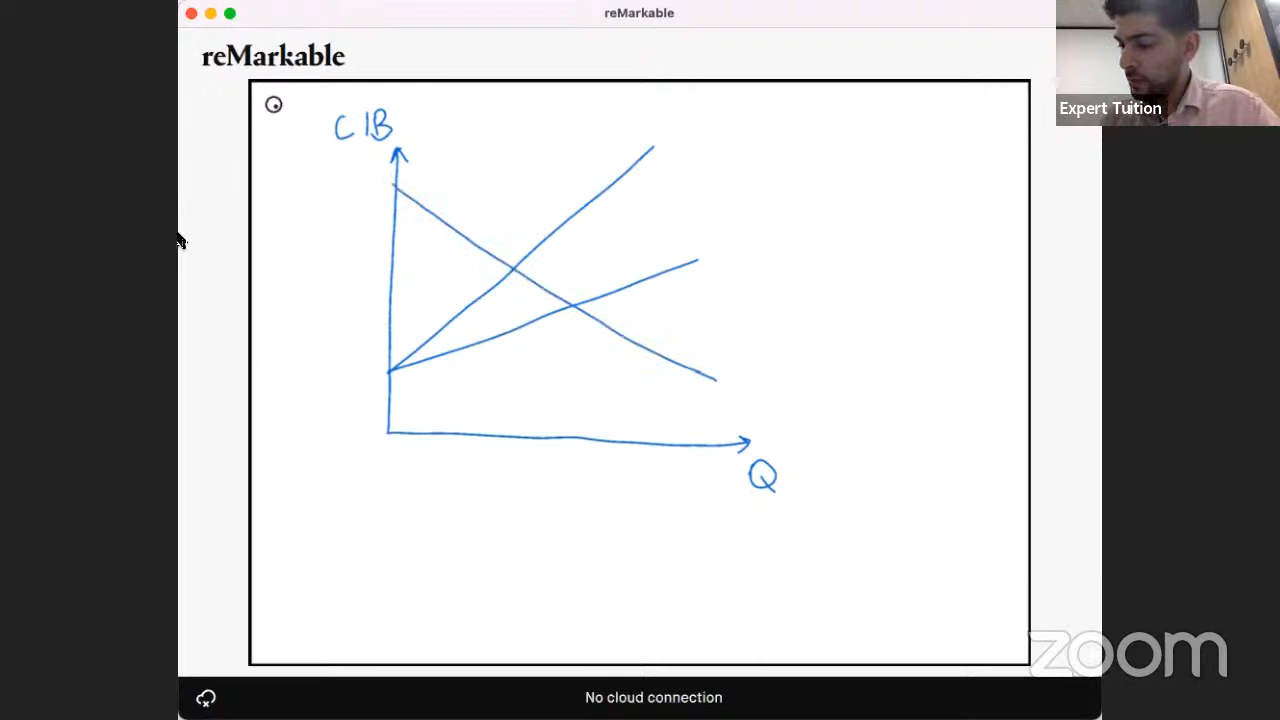 reMarkable
reMarkable
Expert Tuition
C|B
Q
zoom
No cloud connection